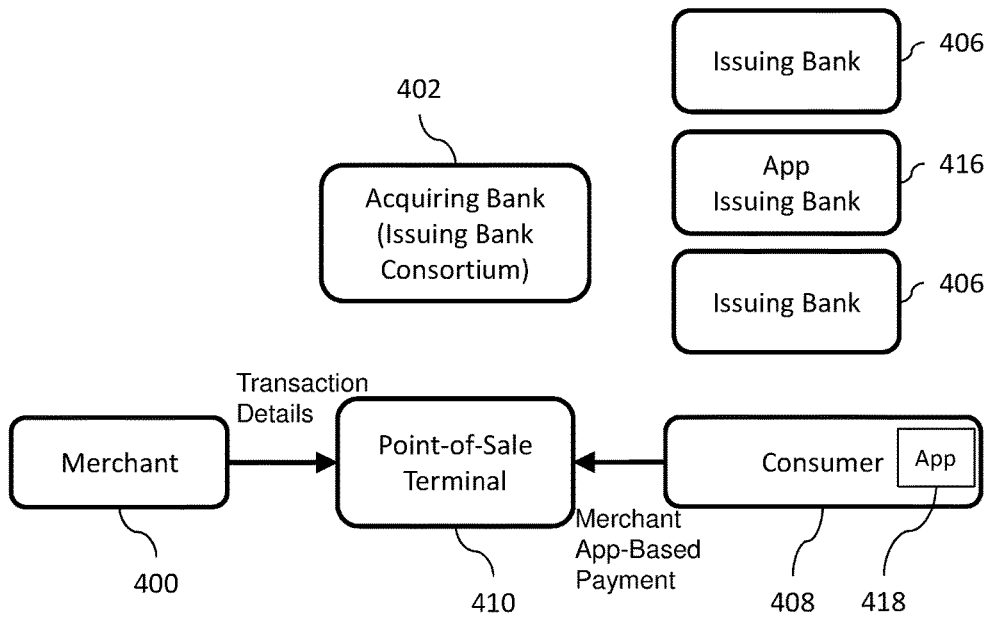 Issuing Bank
406
402
App
Issuing Bank
416
Acquiring Bank
(Issuing Bank
Consortium)
Issuing Bank
406
Transaction
Details
Merchant
Point-of-Sale
Terminal
Consumer
App
Merchant
App-Based
Payment
400
410
408
418